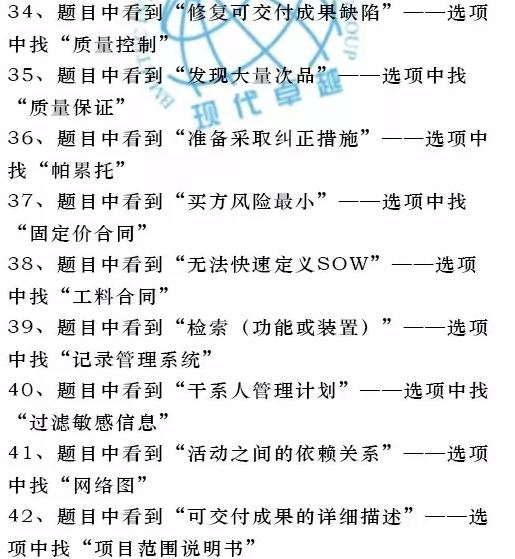 34、题目中看到“修复可交付成果缺陷”——选项
中找“质量控制”
35、题目中看到“发现大量次品”——选项中找
“质量保证”
36、题目中看到“准备采取纠正措施”——选项中
找“帕累托”
37、题目中看到“买方风险最小”——选项中找
“固定价合同”
38、题目中看到“无法快速定义SOW”——选项
中找“工料合同”
39、题目中看到“检索（功能或装置）”——选项
中找“记录管理系统”
40、题目中看到“干系人管理计划”——选项中找
“过滤敏感信息”
41、题目中看到“活动之间的依赖关系”——选项
中找“网络图”
42、题目中看到“可交付成果的详细描述”——选
项中找“项目范围说明书”
现代卓越